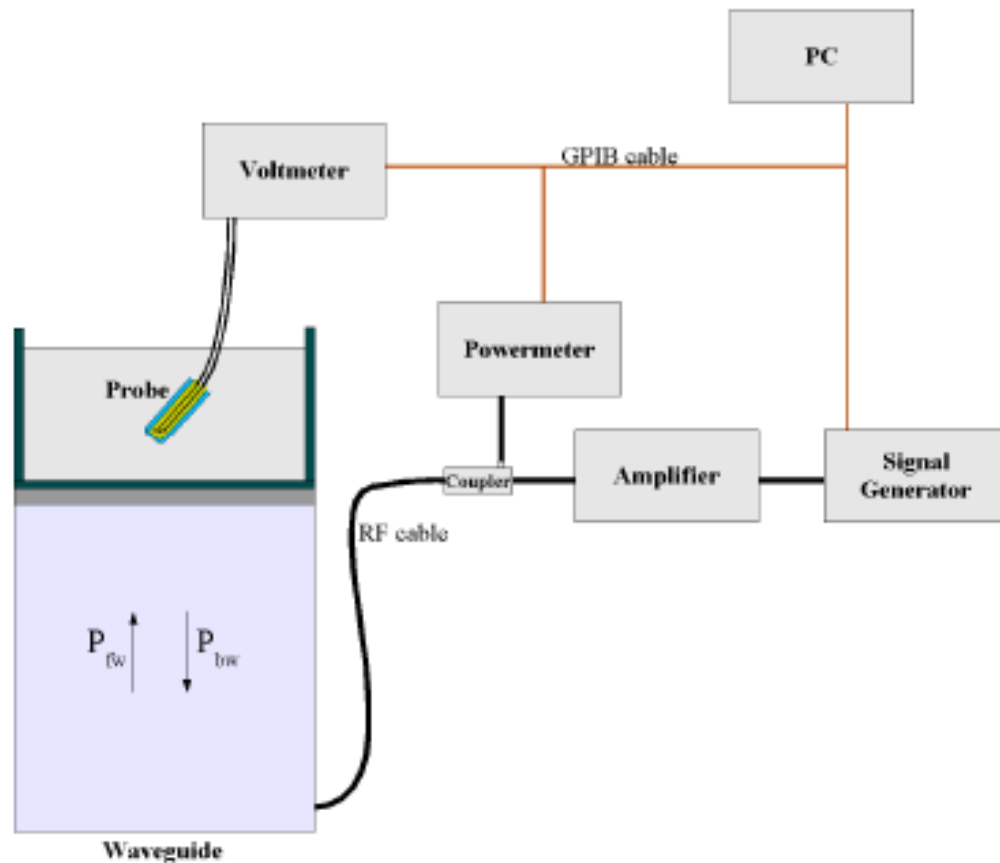 PC
Voltmeter
GPIB cable
Powermeter
Probe
Coupler
Amplifier
Signal
Generator
RF cable
P fw
P bw
Waveguide